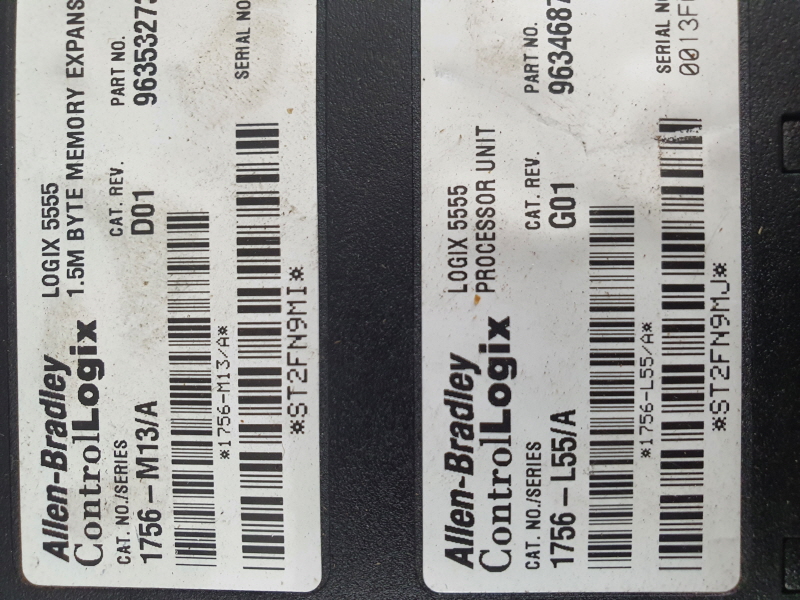 Allen-Bradley
ControlLogix
LOGIX 5555
1.5M BYTE MEMORY EXPANS
CAT. NO./SERIES
CAT. REV.
PART NO.
1756-M13/A
D01
9635327
*1756-M13/A*
SERIAL NO
*ST2FN9MI*
Allen-Bradley
ControlLogix
LOGIX 5555
PROCESSOR UNIT
CAT. NO./SERIES
CAT. REV.
PART NO.
1756-L55/A
G01
9634687
*1756-L55/A*
SERIAL NO
0013F
*ST2FN9MJ*